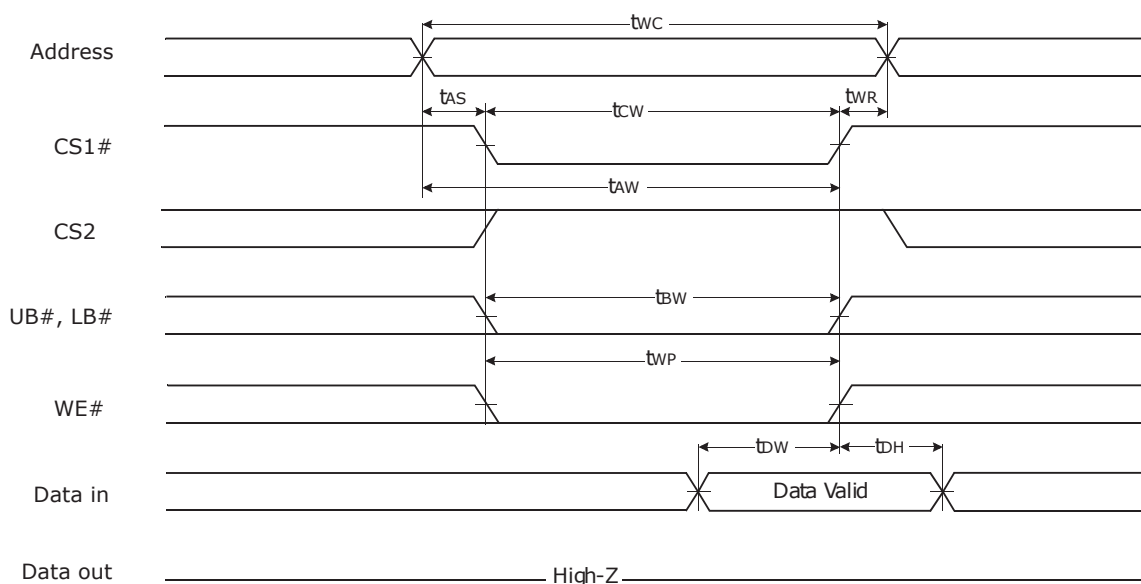 tWC
Address
tAS
tCW
tWR
CS1#
tAW
CS2
tBW
UB#, LB#
tWP
WE#
tDW
tDH
Data in
Data Valid
Data out
High-Z